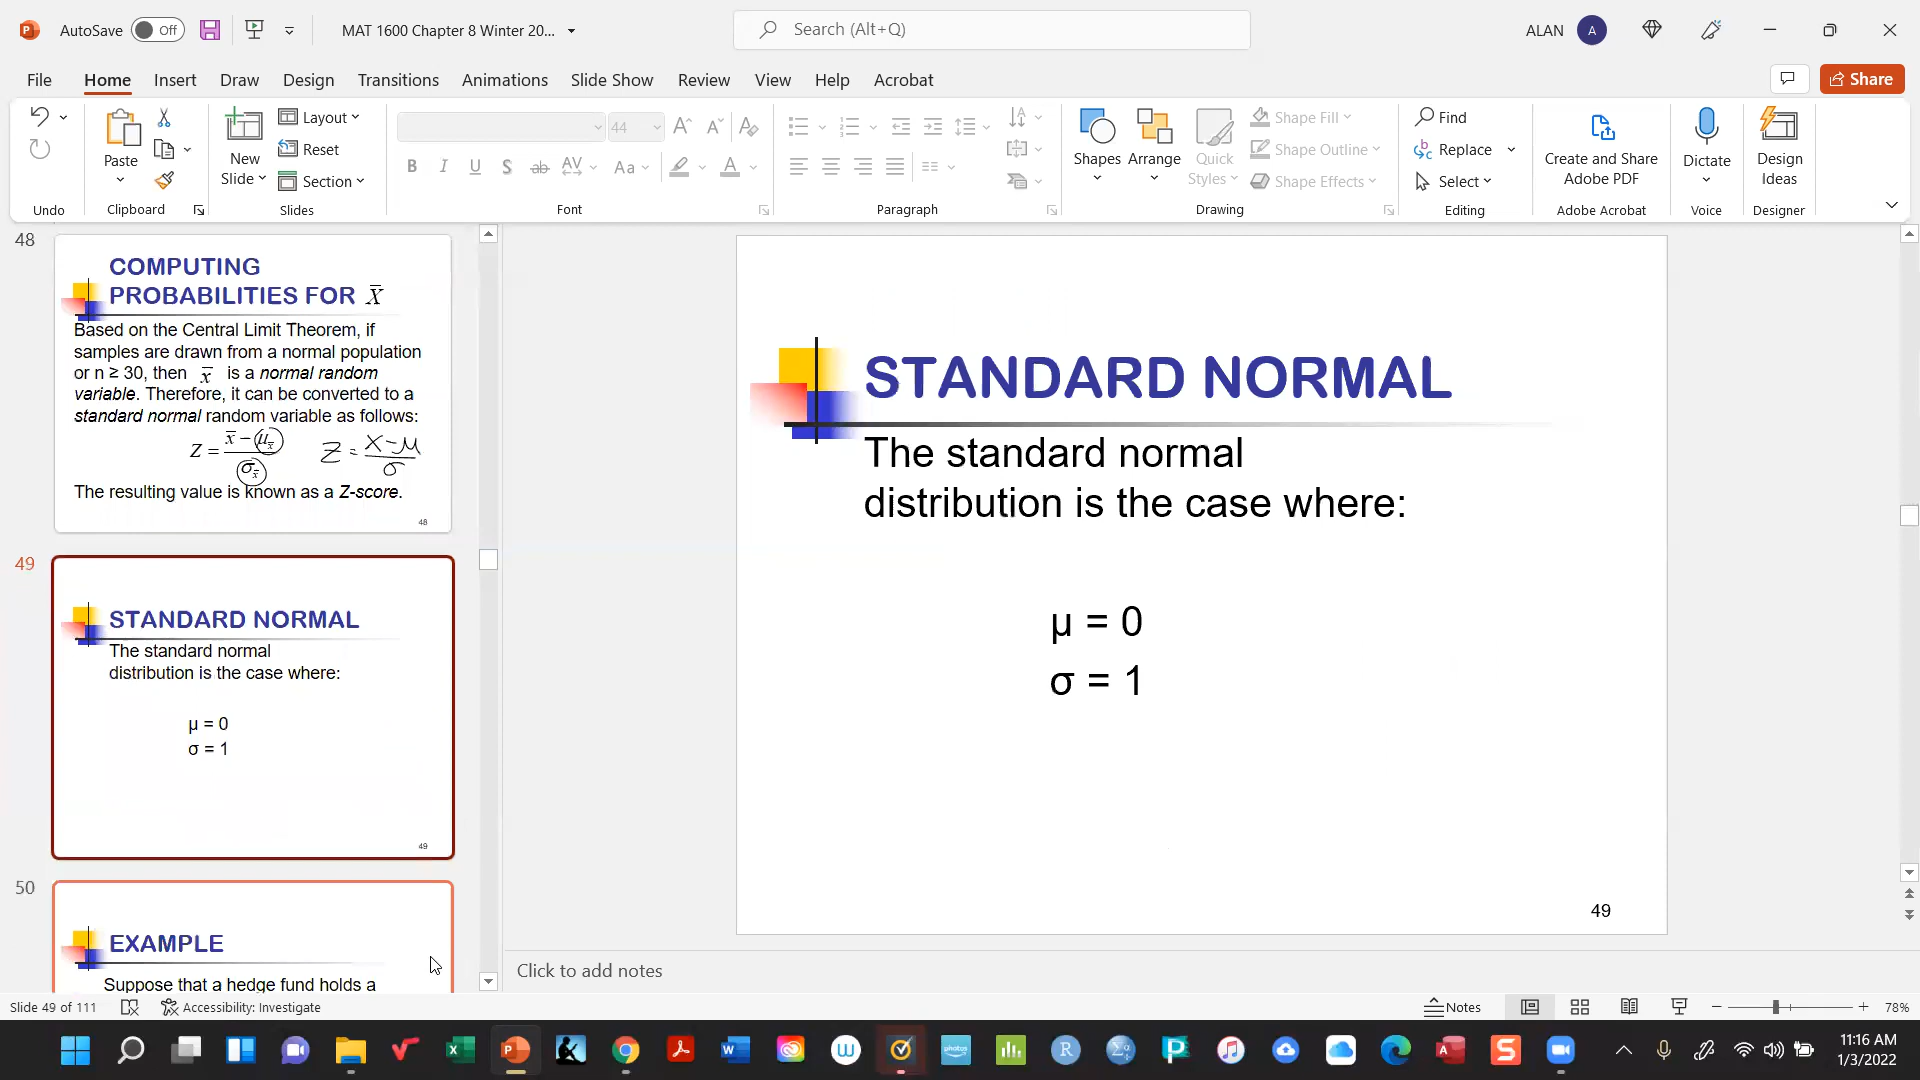 AutoSave Off MAT 1600 Chapter 8 Winter 20... Search (Alt+Q) ALAN A
File Home Insert Draw Design Transitions Animations Slide Show Review View Help Acrobat Share
Undo
Paste
Clipboard
New Slide
Layout
Reset
Section
Slides
44
B I U S ab AV Aa A
Font
Paragraph
Shapes Arrange Quick Styles
Shape Fill
Shape Outline
Shape Effects
Drawing
Find
Replace
Select
Editing
Create and Share Adobe PDF
Adobe Acrobat
Dictate
Voice
Design Ideas
Designer
48
COMPUTING
PROBABILITIES FOR X̅
Based on the Central Limit Theorem, if
samples are drawn from a normal population
or n ≥ 30, then x̅ is a normal random
variable. Therefore, it can be converted to a
standard normal random variable as follows:
Z = (x̅ − μx̅) / σx̅ Z = (X − μ) / σ
The resulting value is known as a Z-score.
48
49
STANDARD NORMAL
The standard normal
distribution is the case where:
μ = 0
σ = 1
49
50
EXAMPLE
Suppose that a hedge fund holds a
STANDARD NORMAL
The standard normal
distribution is the case where:
μ = 0
σ = 1
49
Click to add notes
Slide 49 of 111 Accessibility: Investigate Notes 78%
11:16 AM
1/3/2022